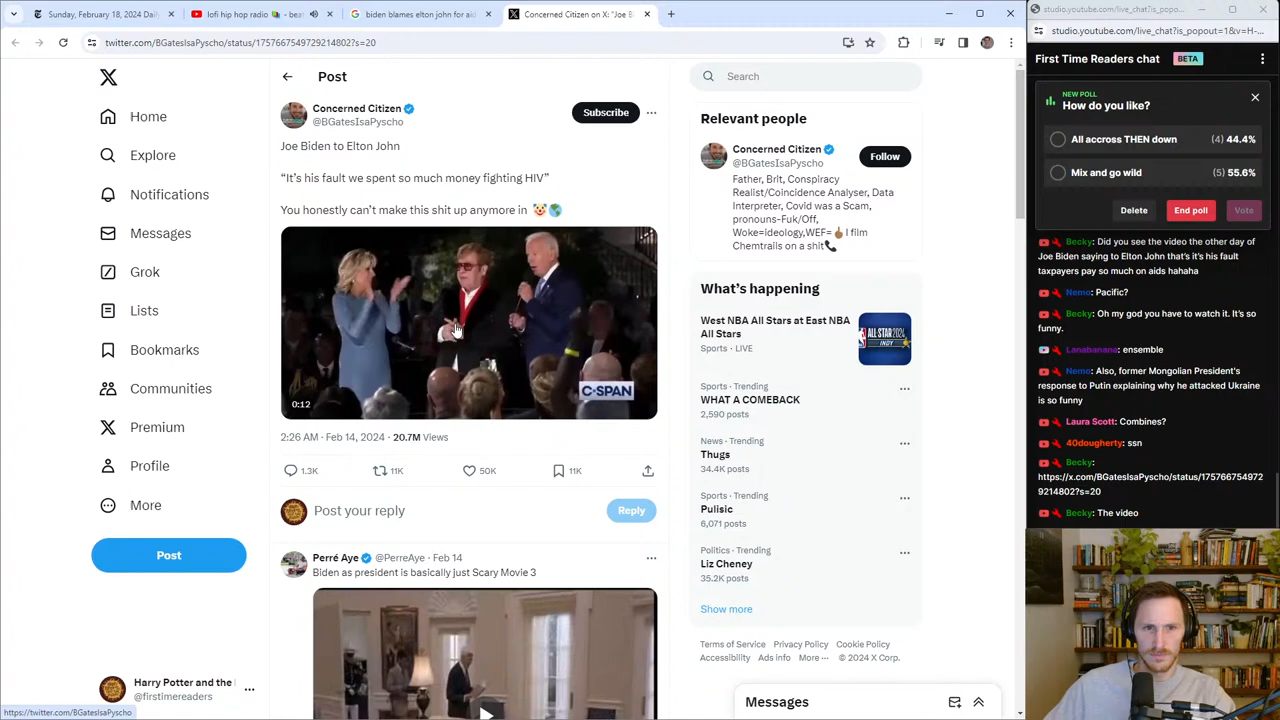 Sunday, February 18, 2024 Daily
lofi hip hop radio
- beat
biden blames elton john for aid
Concerned Citizen on X: "Joe B
twitter.com/BGatesIsaPyscho/status/1757667549729214802?s=20
Post
Concerned Citizen
@BGatesIsaPyscho
Subscribe
Joe Biden to Elton John
“It’s his fault we spent so much money fighting HIV”
You honestly can’t make this shit up anymore in
C-SPAN
0:12
2:26 AM · Feb 14, 2024 · 20.7M Views
1.3K
11K
50K
11K
Post your reply
Reply
Perré Aye @PerreAye · Feb 14
Biden as president is basically just Scary Movie 3
X
Home
Explore
Notifications
Messages
Grok
Lists
Bookmarks
Communities
Premium
Profile
More
Post
Harry Potter and the
@firstimereaders
https://twitter.com/BGatesIsaPyscho
Search
Relevant people
Concerned Citizen
@BGatesIsaPyscho
Follow
Father, Brit, Conspiracy
Realist/Coincidence Analyser, Data
Interpreter, Covid was a Scam,
pronouns-Fuk/Off,
Woke=ideology,WEF= I film
Chemtrails on a shit
What’s happening
West NBA All Stars at East NBA
All Stars
Sports · LIVE
ALL-STAR 2024
INDY
Sports · Trending
WHAT A COMEBACK
2,590 posts
News · Trending
Thugs
34.4K posts
Sports · Trending
Pulisic
6,071 posts
Politics · Trending
Liz Cheney
35.2K posts
Show more
Terms of Service Privacy Policy Cookie Policy
Accessibility Ads info More ··· © 2024 X Corp.
Messages
studio.youtube.com/live_chat?is_popo...
studio.youtube.com/live_chat?is_popout=1&v=H-...
First Time Readers chat
BETA
NEW POLL
How do you like?
All accross THEN down (4) 44.4%
Mix and go wild (5) 55.6%
Delete
End poll
Vote
Becky: Did you see the video the other day of
Joe Biden saying to Elton John that’s it’s his fault
taxpayers pay so much on aids hahaha
Nemo: Pacific?
Becky: Oh my god you have to watch it. It’s so
funny.
Lanabanana: ensemble
Nemo: Also, former Mongolian President's
response to Putin explaining why he attacked Ukraine
is so funny
Laura Scott: Combines?
40dougherty: ssn
Becky:
https://x.com/BGatesIsaPyscho/status/175766754972
9214802?s=20
Becky: The video